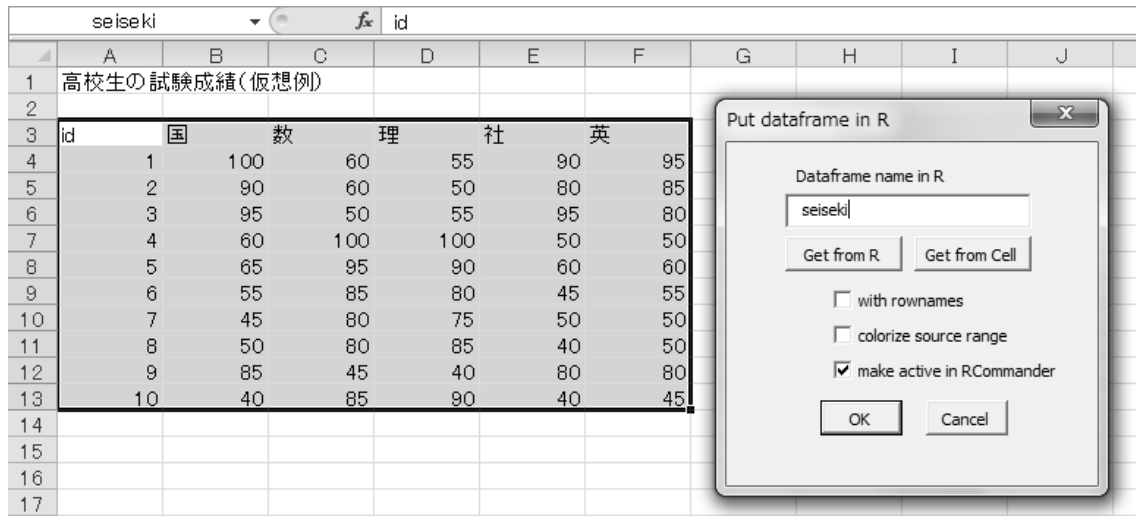 seiseki fx id
A B C D E F G H I J
1 高校生の試験成績(仮想例)
2
3 id 国 数 理 社 英
4 1 100 60 55 90 95
5 2 90 60 50 80 85
6 3 95 50 55 95 80
7 4 60 100 100 50 50
8 5 65 95 90 60 60
9 6 55 85 80 45 55
10 7 45 80 75 50 50
11 8 50 80 85 40 50
12 9 85 45 40 80 80
13 10 40 85 90 40 45
14
15
16
17
Put dataframe in R
Dataframe name in R
seiseki
Get from R Get from Cell
with rownames
colorize source range
make active in RCommander
OK Cancel